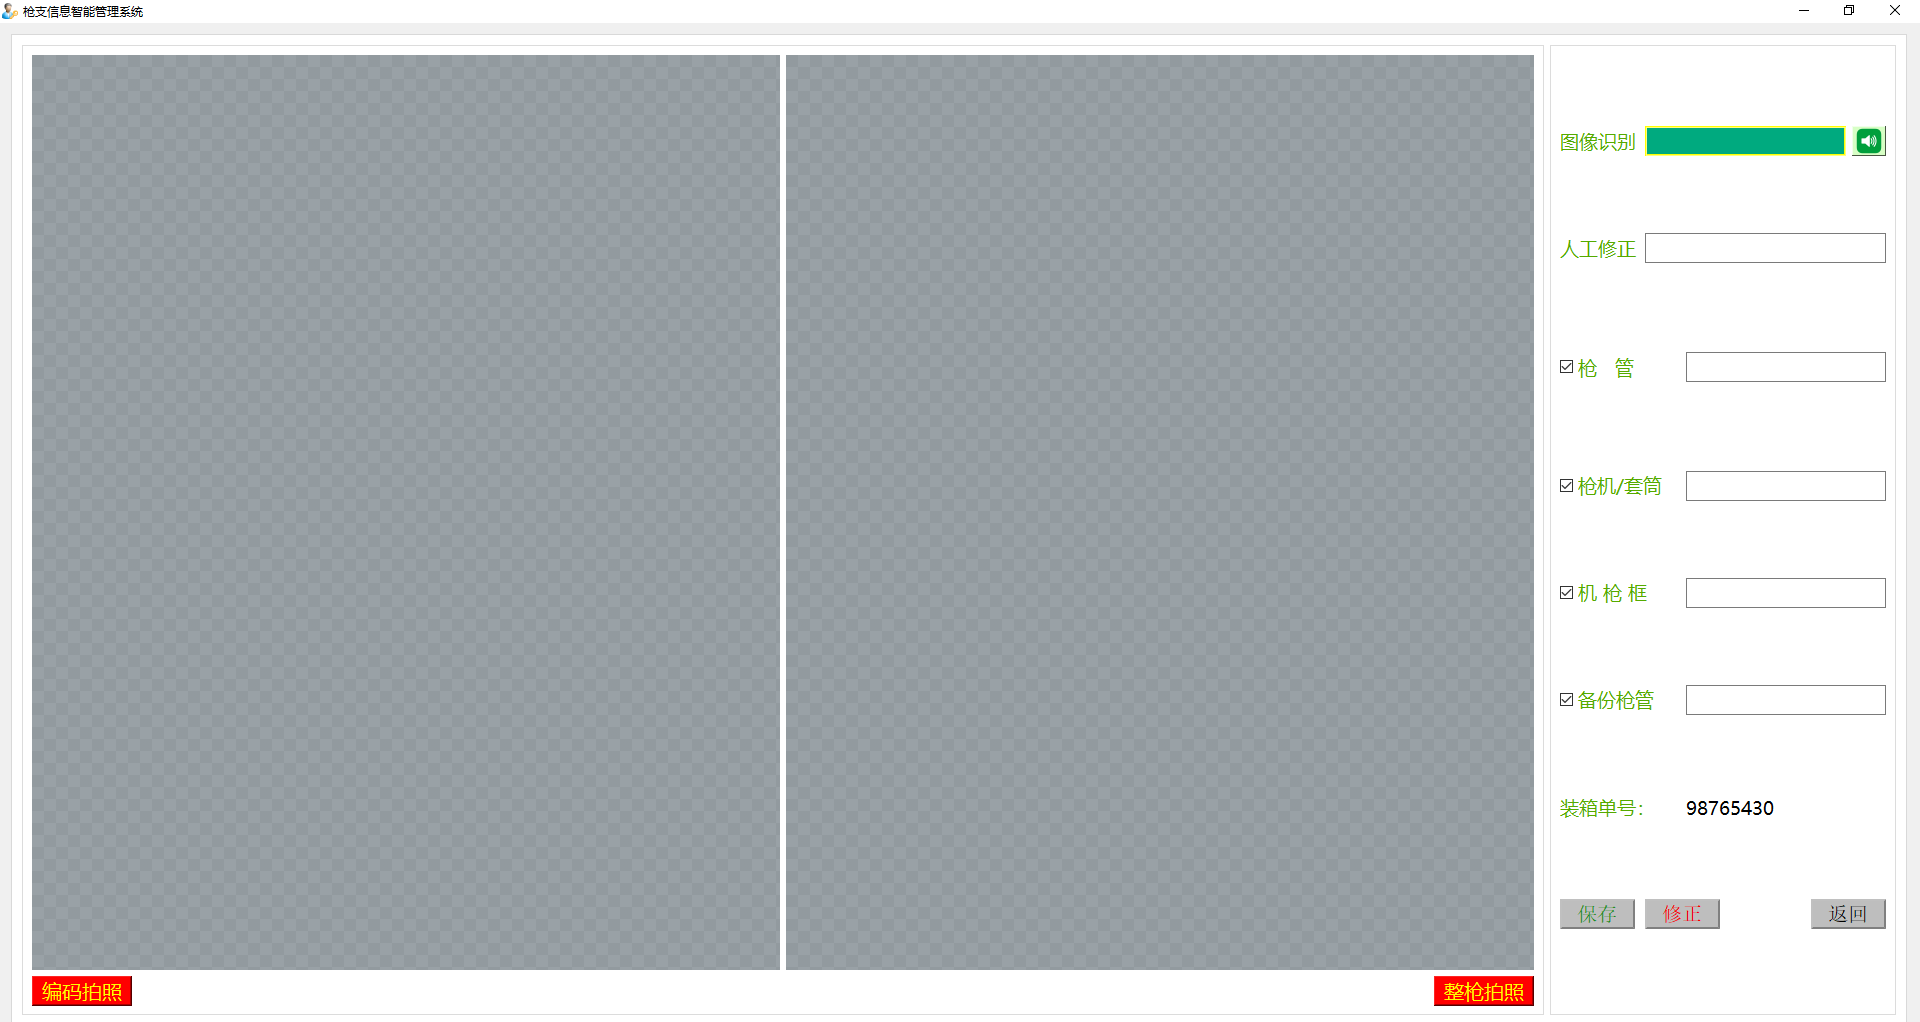 枪支信息智能管理系统
图像识别
人工修正
枪 管
枪机/套筒
机 枪 框
备份枪管
装箱单号： 98765430
保存 修正 返回
编码拍照 整枪拍照